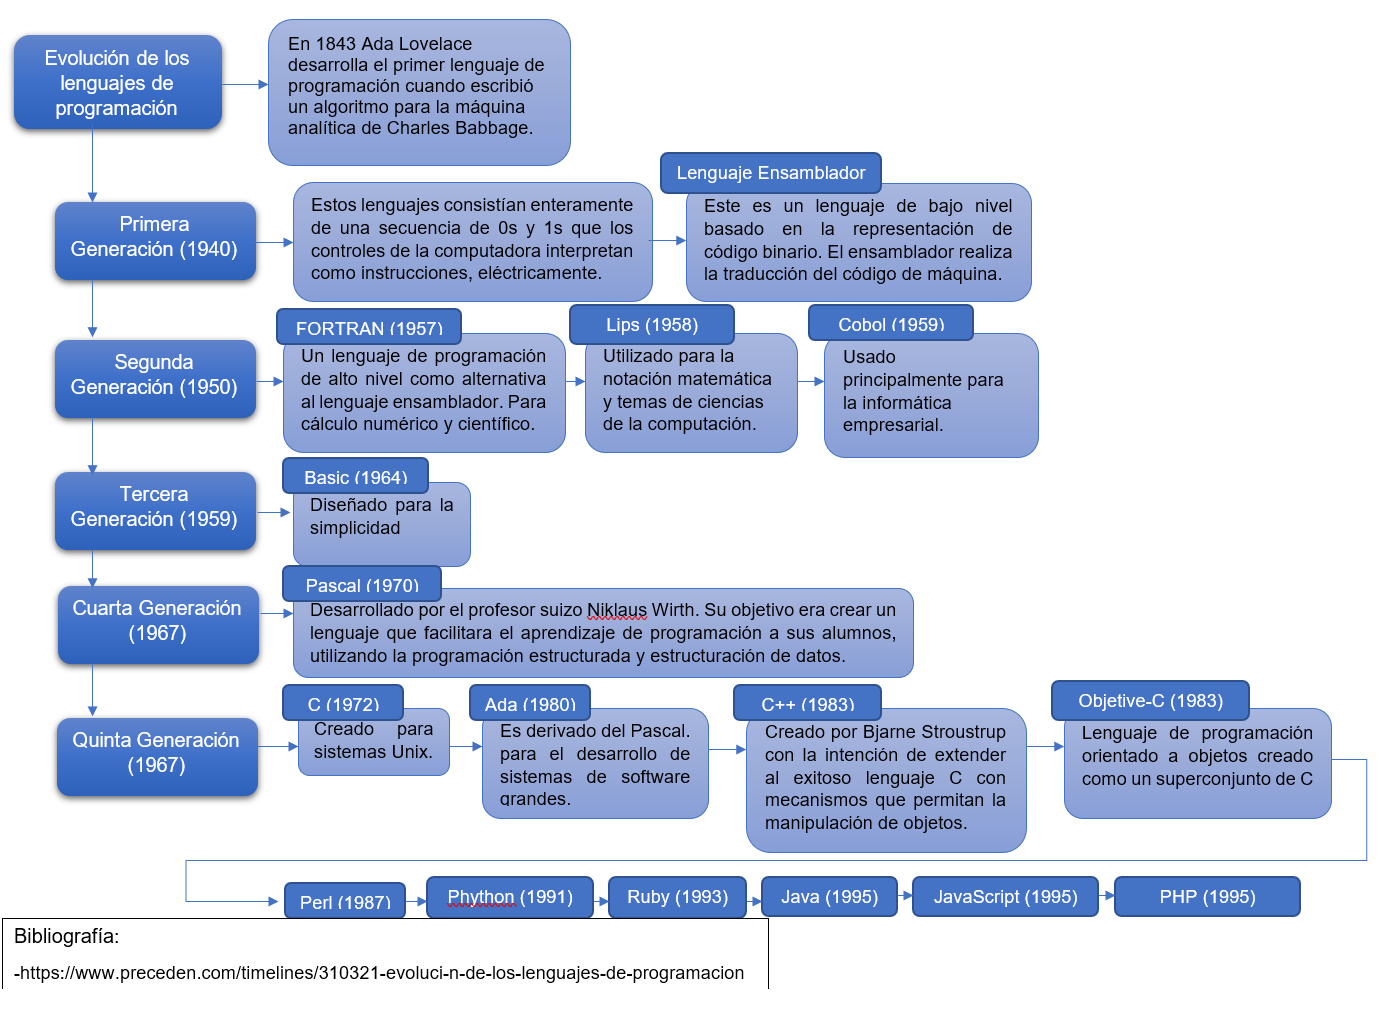 Evolución de los
lenguajes de
programación
En 1843 Ada Lovelace
desarrolla el primer lenguaje de
programación cuando escribió
un algoritmo para la máquina
analítica de Charles Babbage.
Primera
Generación (1940)
Estos lenguajes consistían enteramente
de una secuencia de 0s y 1s que los
controles de la computadora interpretan
como instrucciones, eléctricamente.
Lenguaje Ensamblador
Este es un lenguaje de bajo nivel
basado en la representación de
código binario. El ensamblador realiza
la traducción del código de máquina.
Segunda
Generación (1950)
FORTRAN (1957)
Un lenguaje de programación
de alto nivel como alternativa
al lenguaje ensamblador. Para
cálculo numérico y científico.
Lips (1958)
Utilizado para la
notación matemática
y temas de ciencias
de la computación.
Cobol (1959)
Usado
principalmente para
la informática
empresarial.
Tercera
Generación (1959)
Basic (1964)
Diseñado para la
simplicidad
Cuarta Generación
(1967)
Pascal (1970)
Desarrollado por el profesor suizo Niklaus Wirth. Su objetivo era crear un
lenguaje que facilitara el aprendizaje de programación a sus alumnos,
utilizando la programación estructurada y estructuración de datos.
Quinta Generación
(1967)
C (1972)
Creado para
sistemas Unix.
Ada (1980)
Es derivado del Pascal.
para el desarrollo de
sistemas de software
grandes.
C++ (1983)
Creado por Bjarne Stroustrup
con la intención de extender
al exitoso lenguaje C con
mecanismos que permitan la
manipulación de objetos.
Objetive-C (1983)
Lenguaje de programación
orientado a objetos creado
como un superconjunto de C
Perl (1987)
Phython (1991)
Ruby (1993)
Java (1995)
JavaScript (1995)
PHP (1995)
Bibliografía:
-https://www.preceden.com/timelines/310321-evoluci-n-de-los-lenguajes-de-programacion